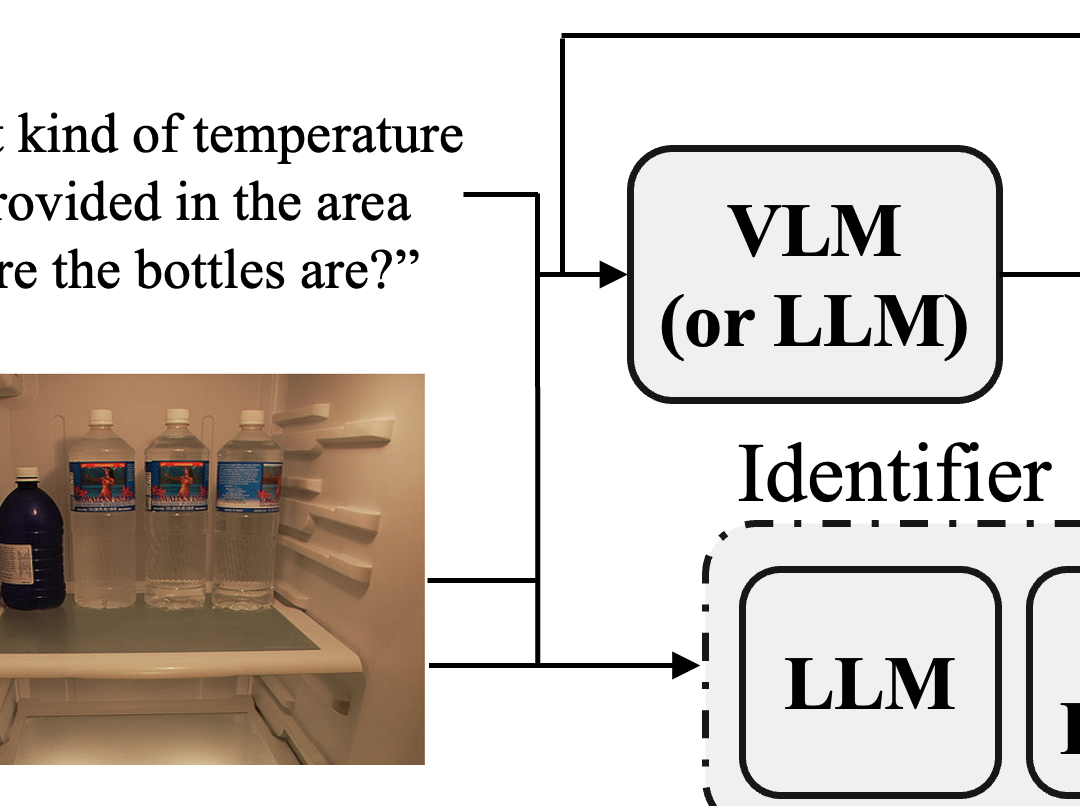 kind of temperature
rovided in the area
re the bottles are?”
VLM
(or LLM)
Identifier
LLM